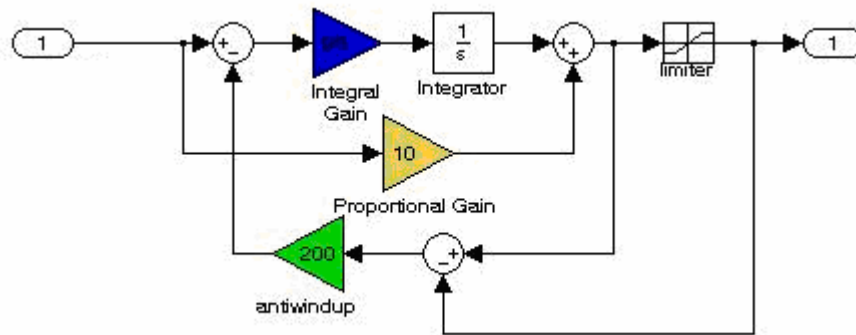 1
1
s
1
Integral
Gain
Integrator
limiter
10
Proportional Gain
200
antiwindup